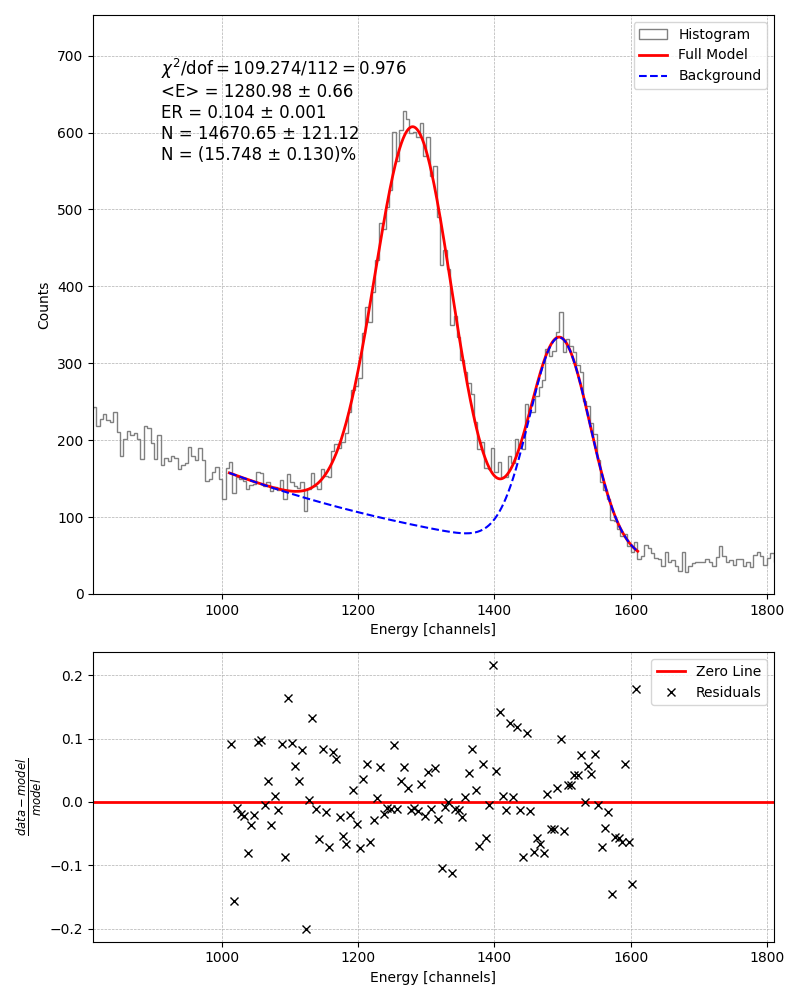 χ²/dof = 109.274/112 = 0.976
<E> = 1280.98 ± 0.66
ER = 0.104 ± 0.001
N = 14670.65 ± 121.12
N = (15.748 ± 0.130)%
Histogram
Full Model
Background
Counts
700
600
500
400
300
200
100
0
1000 1200 1400 1600 1800
Energy [channels]
Zero Line
Residuals
data − model
model
0.2
0.1
0.0
−0.1
−0.2
1000 1200 1400 1600 1800
Energy [channels]